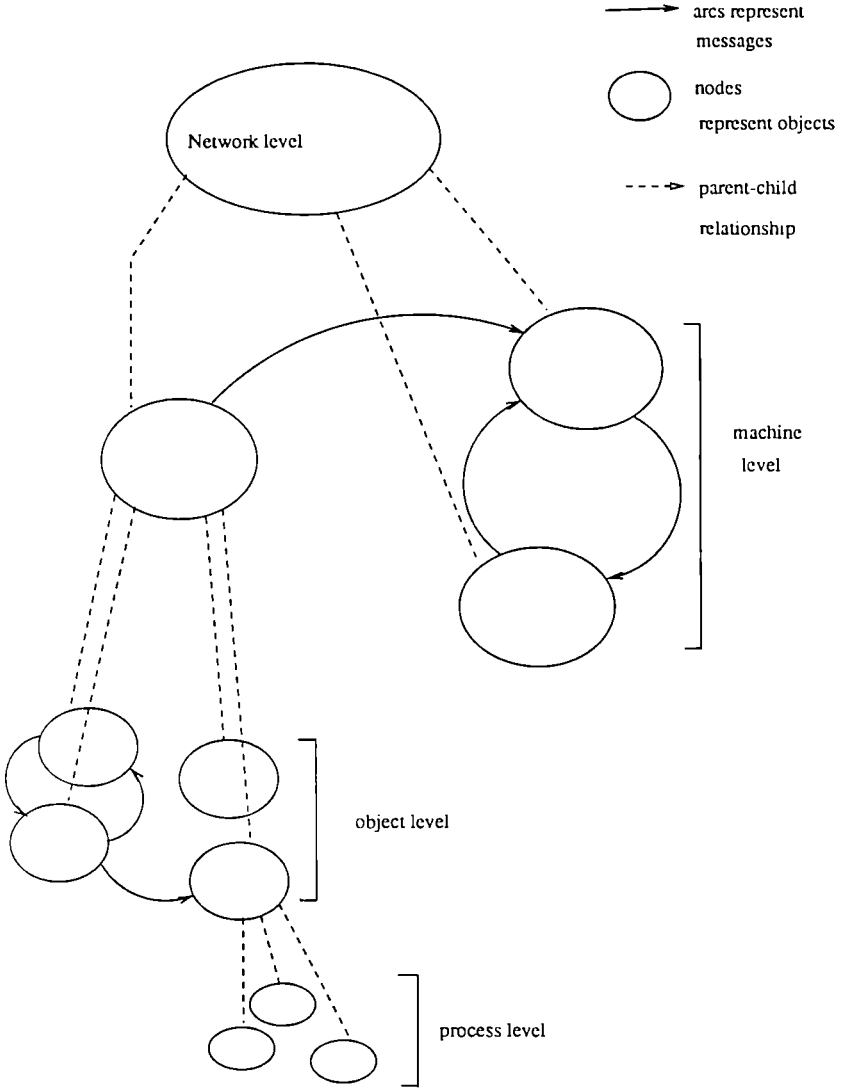 arcs represent
messages
Network level
nodes
represent objects
parent-child
relationship
machine
level
object level
process level